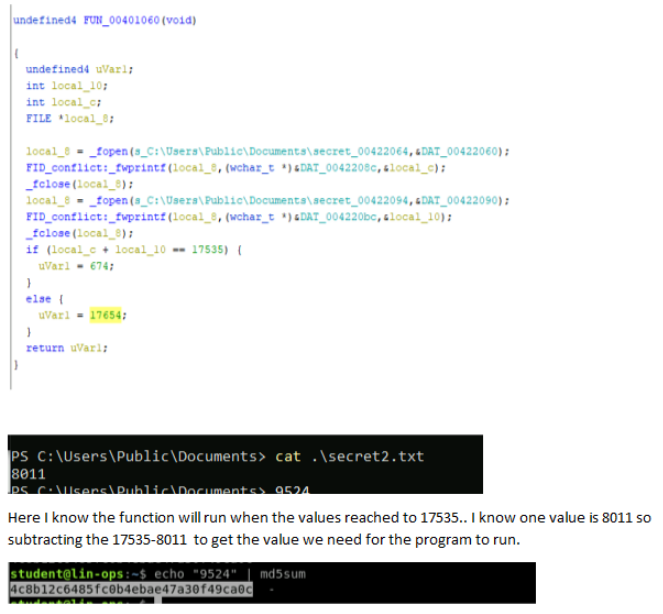 undefined4 FUN_00401060(void)
{
undefined4 uVar1;
int local_10;
int local_c;
FILE *local_8;
local_8 = _fopen(s_C:\Users\Public\Documents\secret_00422064,&DAT_00422060);
FID_conflict:_fwprintf(local_8,(wchar_t *)&DAT_0042208c,&local_c);
_fclose(local_8);
local_8 = _fopen(s_C:\Users\Public\Documents\secret_00422094,&DAT_00422090);
FID_conflict:_fwprintf(local_8,(wchar_t *)&DAT_004220bc,&local_10);
_fclose(local_8);
if (local_c + local_10 == 17535) {
uVar1 = 674;
}
else {
uVar1 = 17654;
}
return uVar1;
}
PS C:\Users\Public\Documents> cat .\secret2.txt
8011
PS C:\Users\Public\Documents> 9524
Here I know the function will run when the values reached to 17535.. I know one value is 8011 so
subtracting the 17535-8011 to get the value we need for the program to run.
student@lin-ops:~$ echo "9524" | md5sum
4c8b12c6485fc0b4ebae47a30f49ca0c -